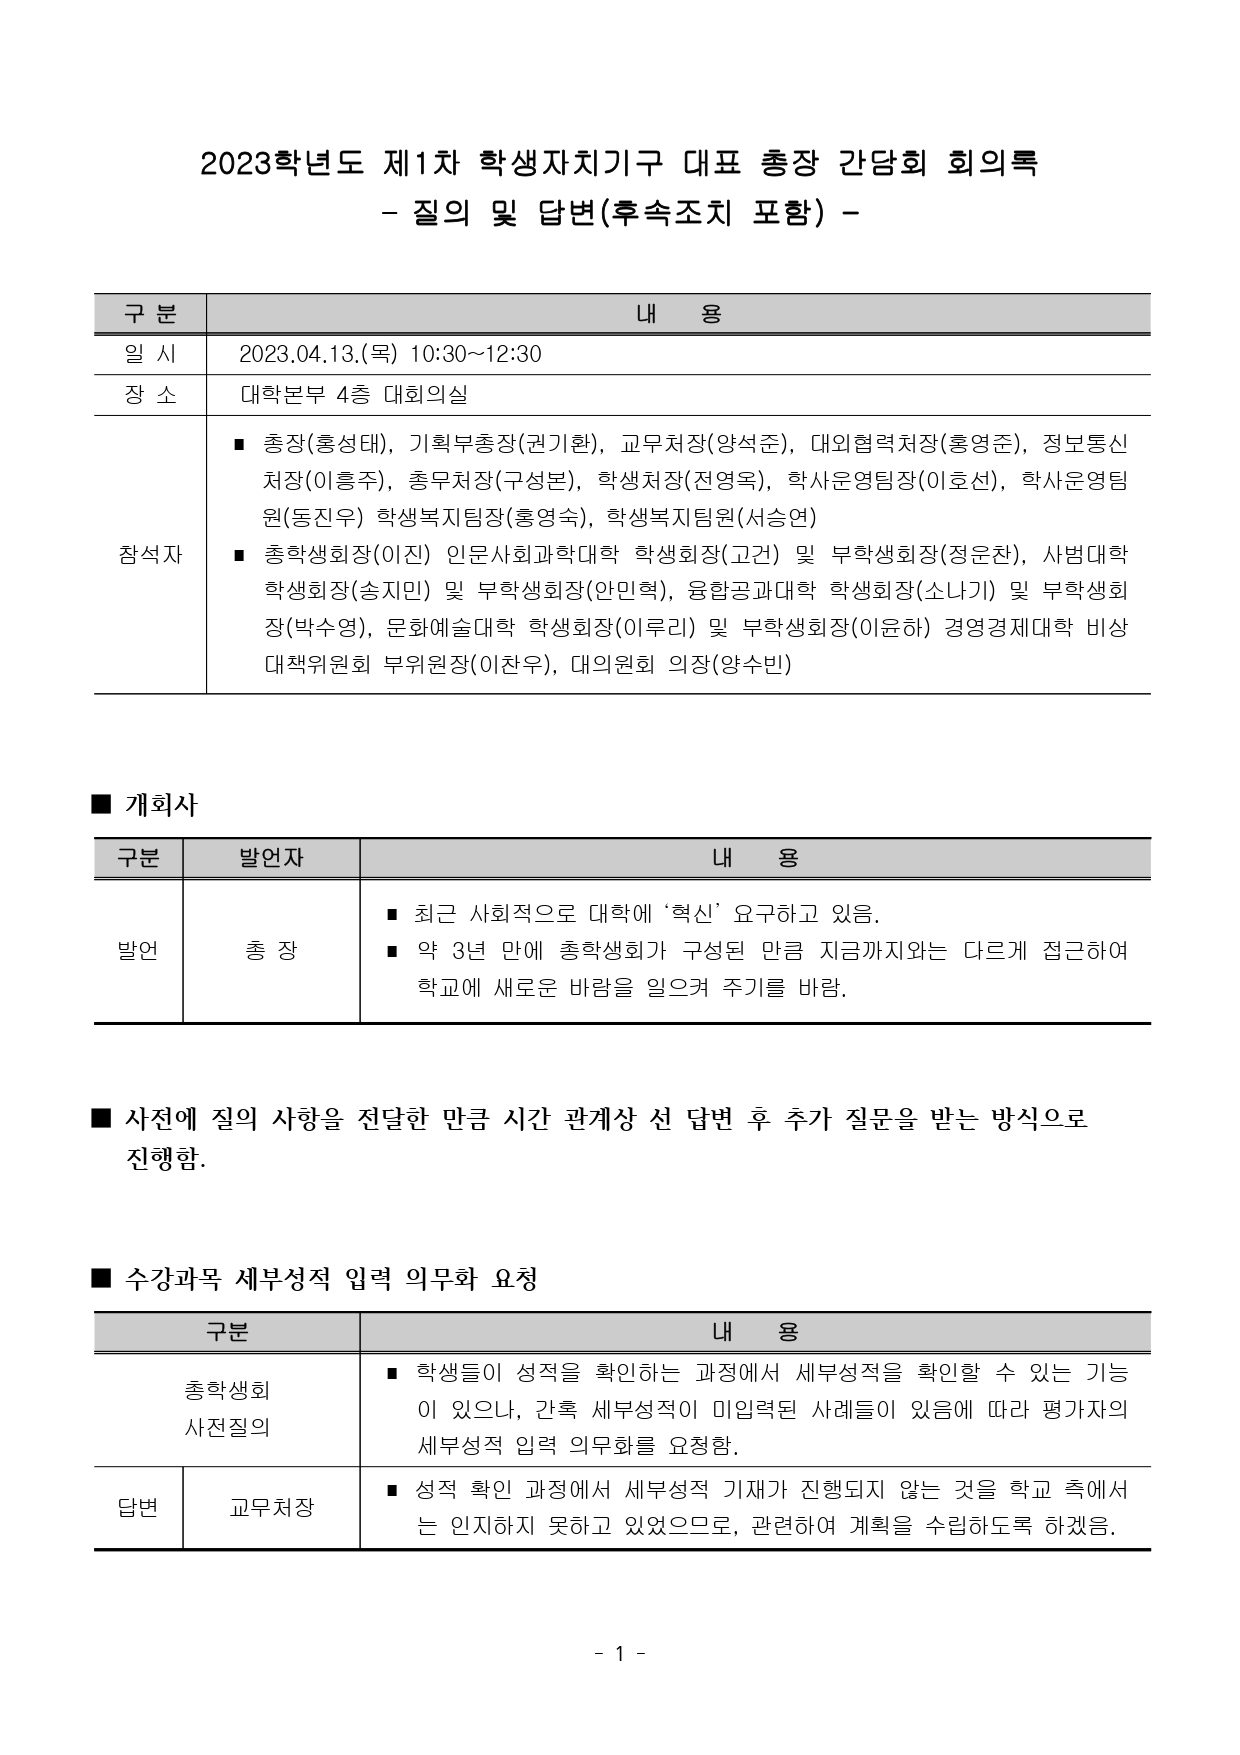 2023학년도 제1차 학생자치기구 대표 총장 간담회 회의록
– 질의 및 답변(후속조치 포함) –
구 분 내 용
일 시 2023.04.13.(목) 10:30~12:30
장 소 대학본부 4층 대회의실
참석자
■ 총장(홍성태), 기획부총장(권기환), 교무처장(양석준), 대외협력처장(홍영준), 정보통신
처장(이흥주), 총무처장(구성본), 학생처장(전영옥), 학사운영팀장(이호선), 학사운영팀
원(동진우) 학생복지팀장(홍영숙), 학생복지팀원(서승연)
■ 총학생회장(이진) 인문사회과학대학 학생회장(고건) 및 부학생회장(정운찬), 사범대학
학생회장(송지민) 및 부학생회장(안민혁), 융합공과대학 학생회장(소나기) 및 부학생회
장(박수영), 문화예술대학 학생회장(이루리) 및 부학생회장(이윤하) 경영경제대학 비상
대책위원회 부위원장(이찬우), 대의원회 의장(양수빈)
■ 개회사
구분 발언자 내 용
발언 총 장
■ 최근 사회적으로 대학에 ‘혁신’ 요구하고 있음.
■ 약 3년 만에 총학생회가 구성된 만큼 지금까지와는 다르게 접근하여
학교에 새로운 바람을 일으켜 주기를 바람.
■ 사전에 질의 사항을 전달한 만큼 시간 관계상 선 답변 후 추가 질문을 받는 방식으로
진행함.
■ 수강과목 세부성적 입력 의무화 요청
구분 내 용
총학생회
사전질의
■ 학생들이 성적을 확인하는 과정에서 세부성적을 확인할 수 있는 기능
이 있으나, 간혹 세부성적이 미입력된 사례들이 있음에 따라 평가자의
세부성적 입력 의무화를 요청함.
답변 교무처장
■ 성적 확인 과정에서 세부성적 기재가 진행되지 않는 것을 학교 측에서
는 인지하지 못하고 있었으므로, 관련하여 계획을 수립하도록 하겠음.
- 1 -